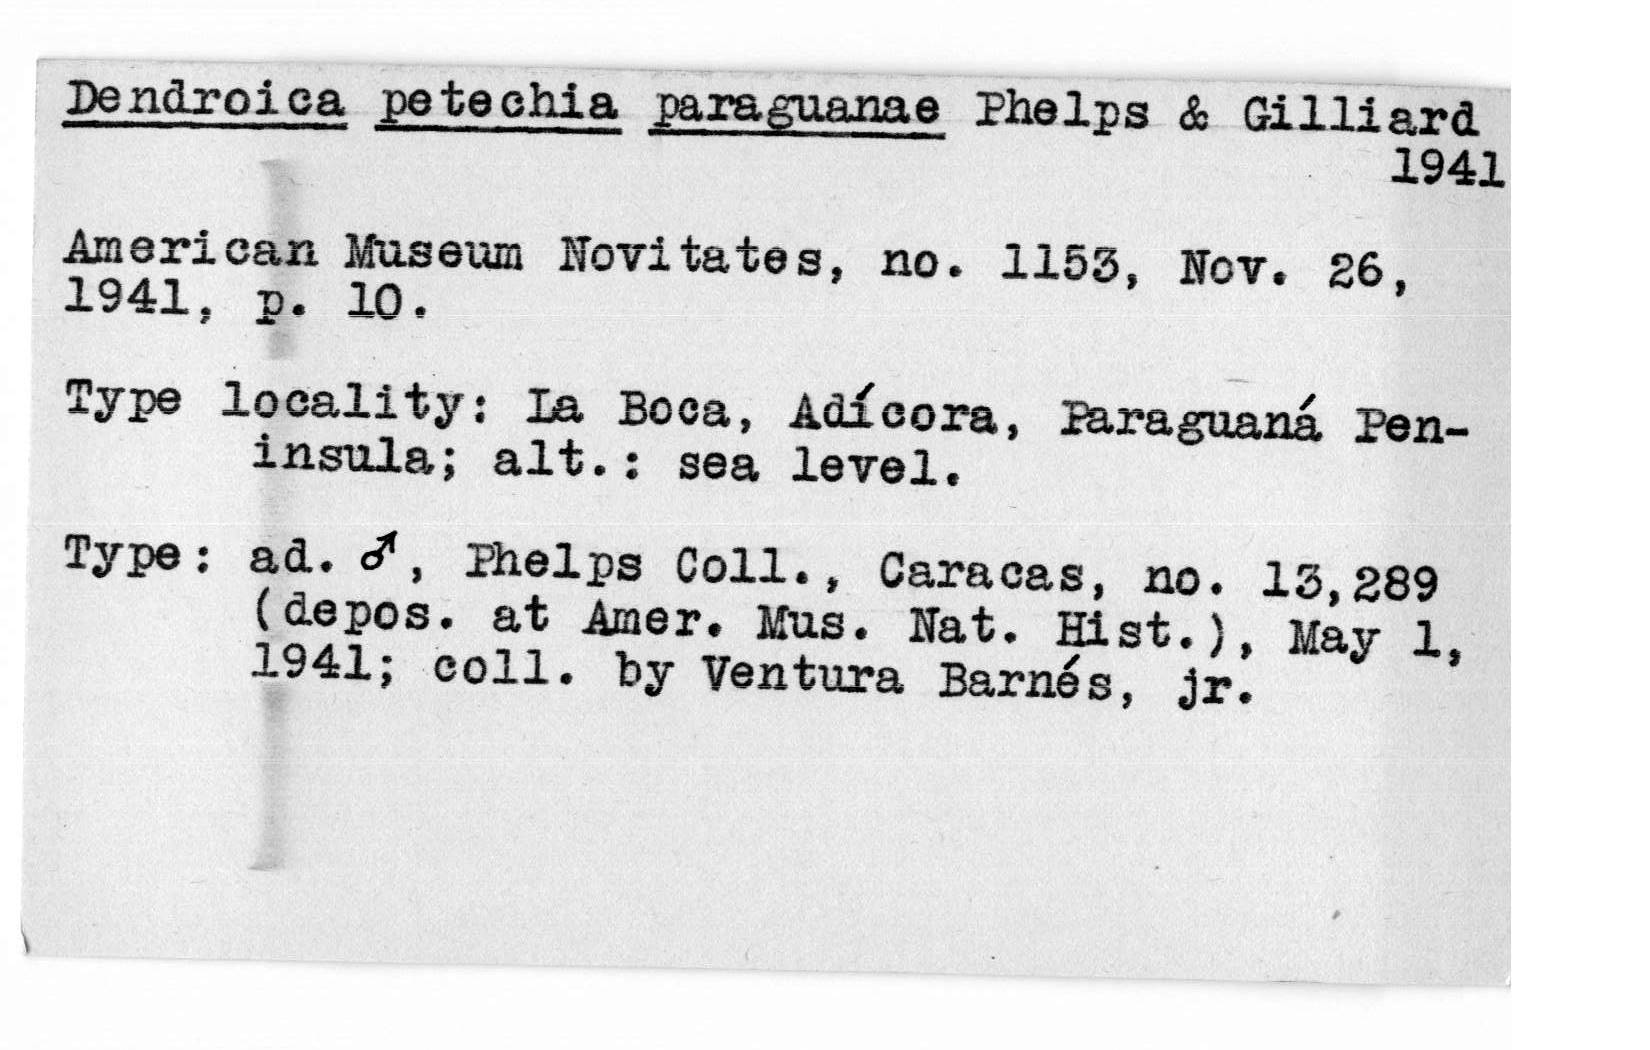 Dendroica petechia paraguanae Phelps & Gilliard
1941
American Museum Novitates, no. 1153, Nov. 26,
1941, p. 10.
Type locality: La Boca, Adícora, Paraguaná Pen-
insula; alt.: sea level.
Type: ad. ♂, Phelps Coll., Caracas, no. 13,289
(depos. at Amer. Mus. Nat. Hist.), May 1,
1941; coll. by Ventura Barnés, jr.